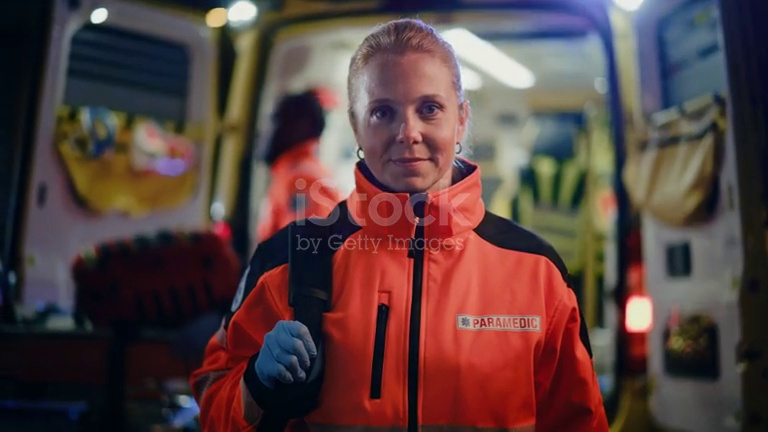 iStock
by Getty Images
PARAMEDIC